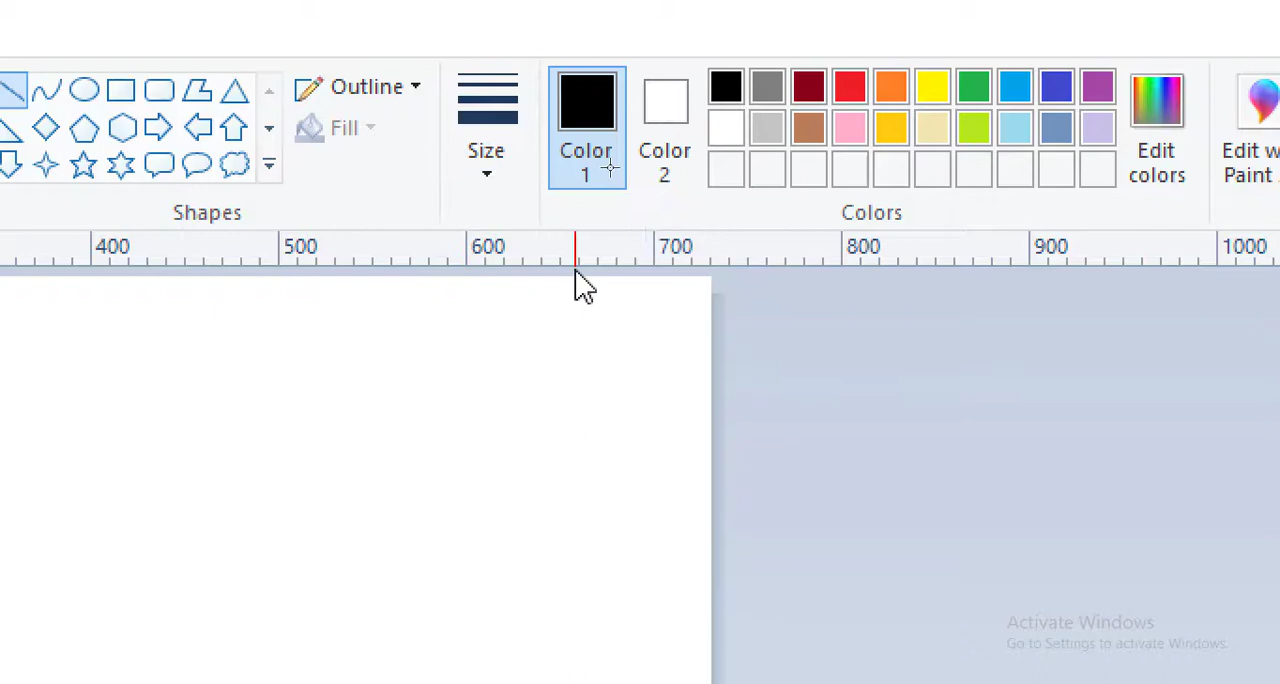 Outline
Fill
Shapes
Size
Color 1
Color 2
Edit colors
Edit w
Paint
Colors
400 500 600 700 800 900 1000
Activate Windows
Go to Settings to activate Windows.